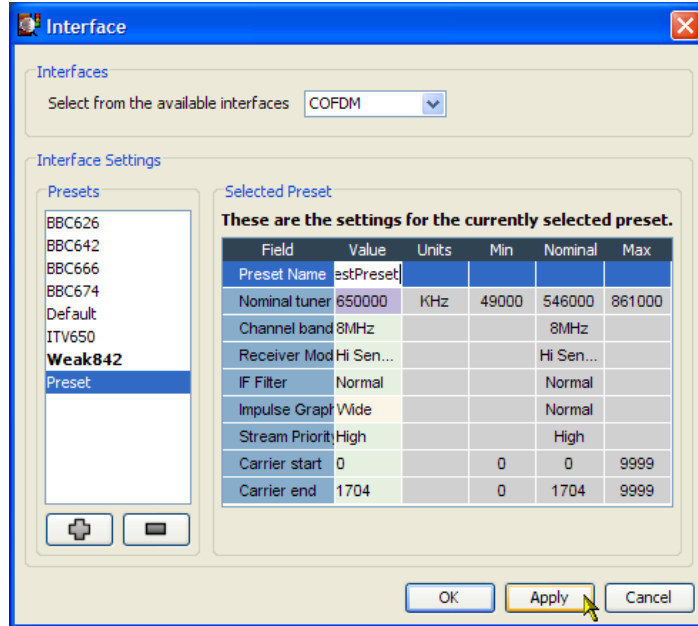 Interface
Interfaces
Select from the available interfaces COFDM
Interface Settings
Presets
BBC626
BBC642
BBC666
BBC674
Default
ITV650
Weak842
Preset
Selected Preset
These are the settings for the currently selected preset.
Field Value Units Min Nominal Max
Preset Name estPreset
Nominal tuner 650000 KHz 49000 546000 861000
Channel band 8MHz 8MHz
Receiver Mod Hi Sen... Hi Sen...
IF Filter Normal Normal
Impulse Graph Wide Normal
Stream Priority High High
Carrier start 0 0 0 9999
Carrier end 1704 0 1704 9999
OK Apply Cancel